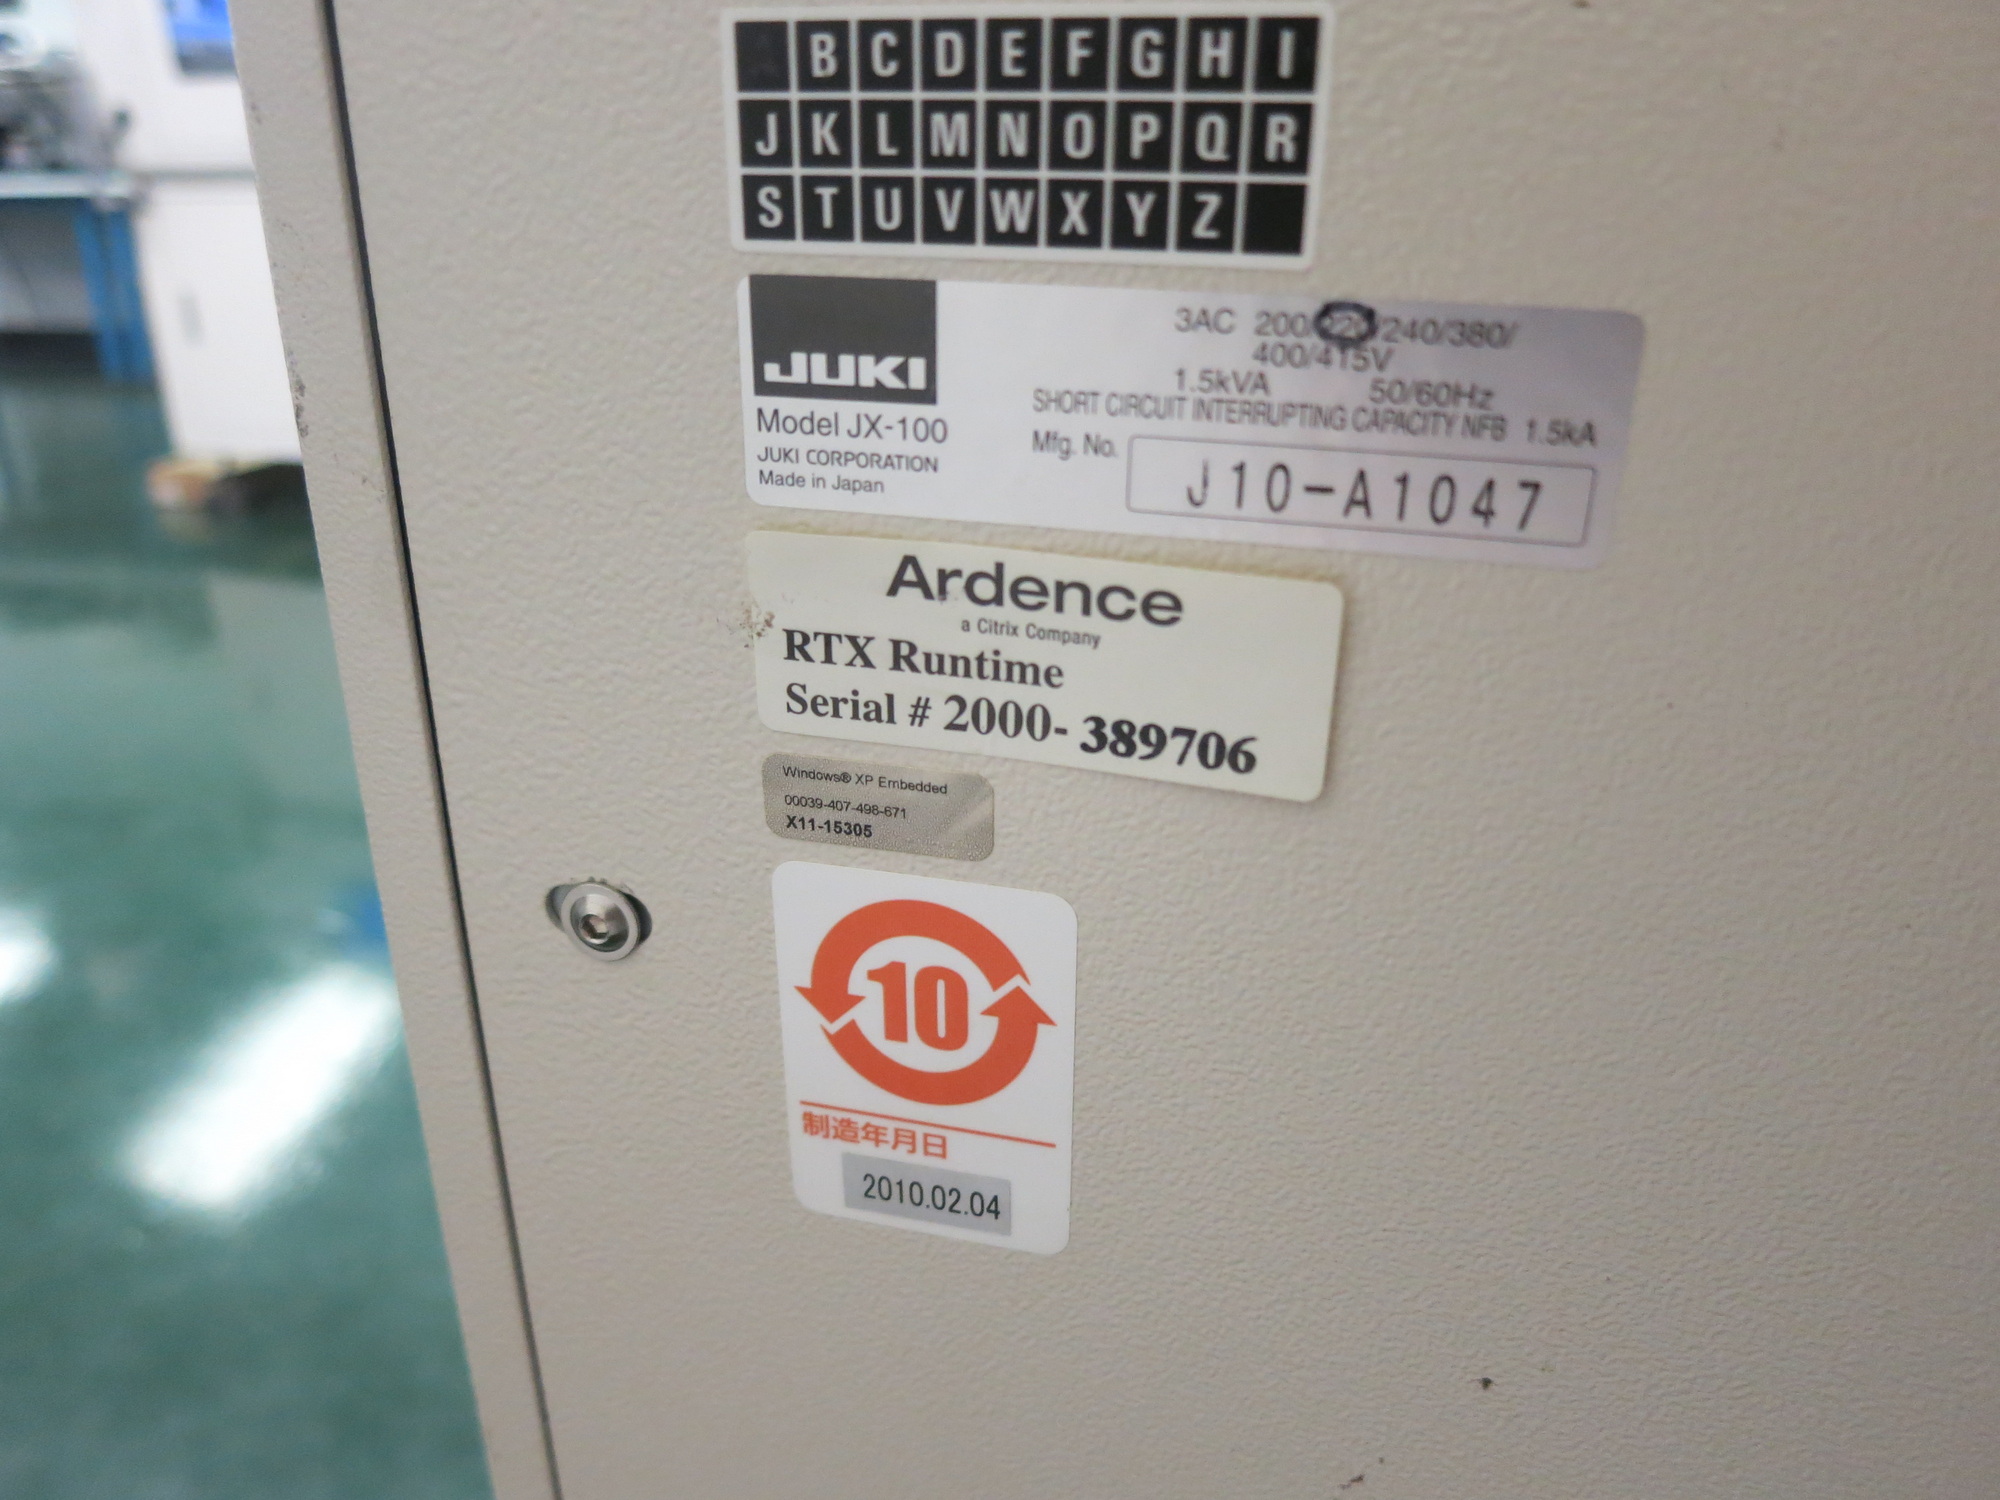 B C D E F G H I
J K L M N O P Q R
S T U V W X Y Z
JUKI
Model JX-100
JUKI CORPORATION
Made in Japan
3AC 200/220/240/380/
400/415V
1.5kVA 50/60Hz
SHORT CIRCUIT INTERRUPTING CAPACITY NFB 1.5kA
Mfg. No.
J10-A1047
Ardence
a Citrix Company
RTX Runtime
Serial # 2000-389706
Windows® XP Embedded
00039-407-498-671
X11-15305
10
制造年月日
2010.02.04